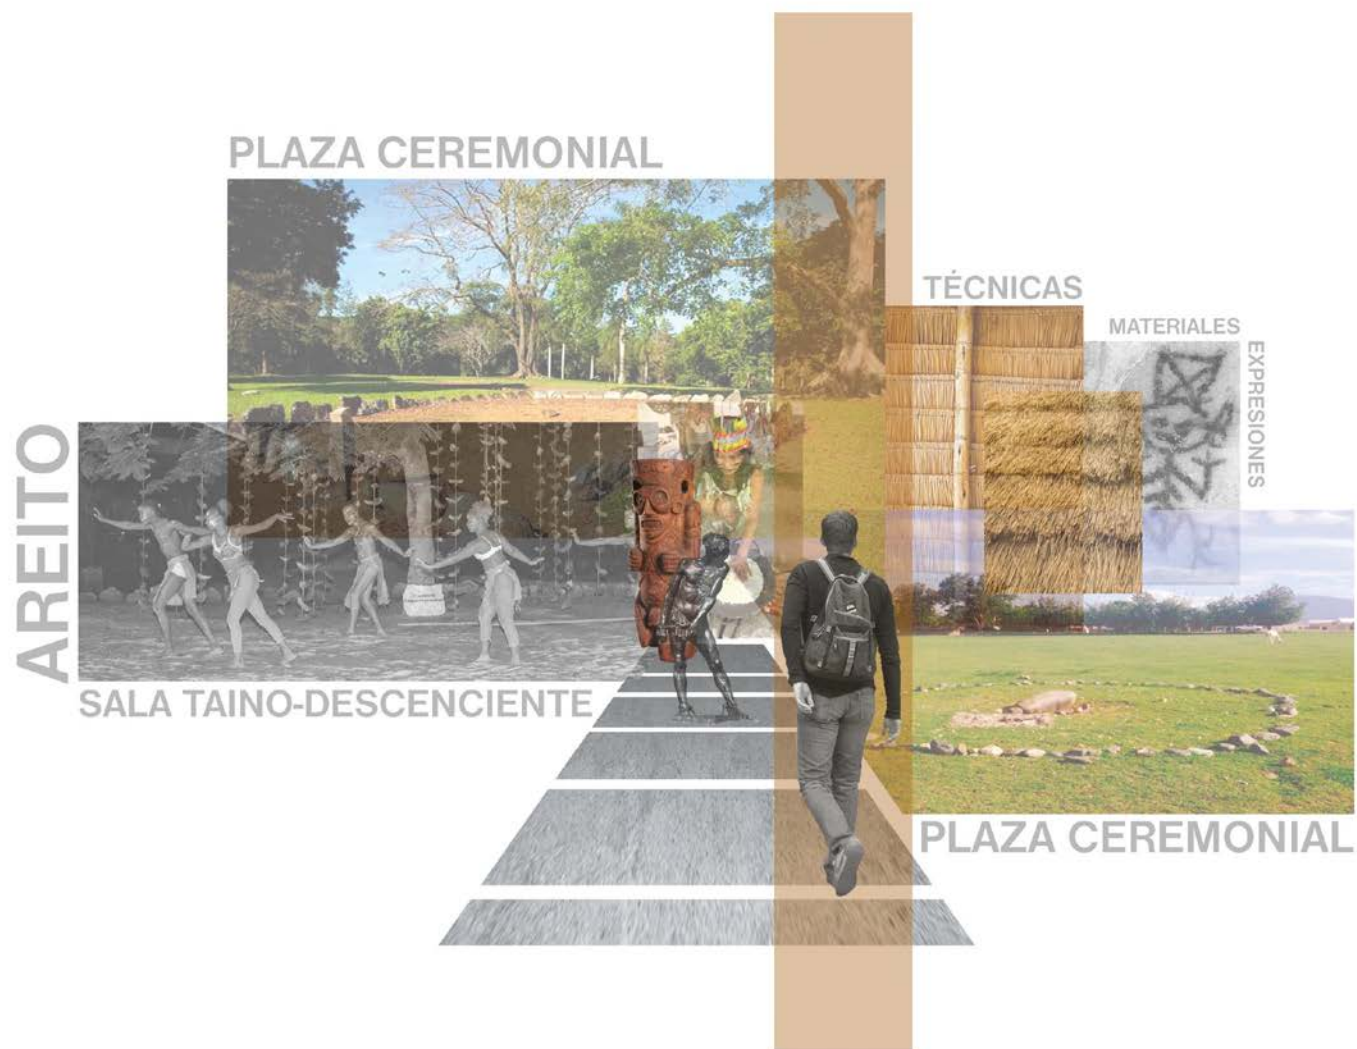 PLAZA CEREMONIAL
TÉCNICAS
MATERIALES
EXPRESIONES
AREITO
SALA TAINO-DESCENCIENTE
PLAZA CEREMONIAL